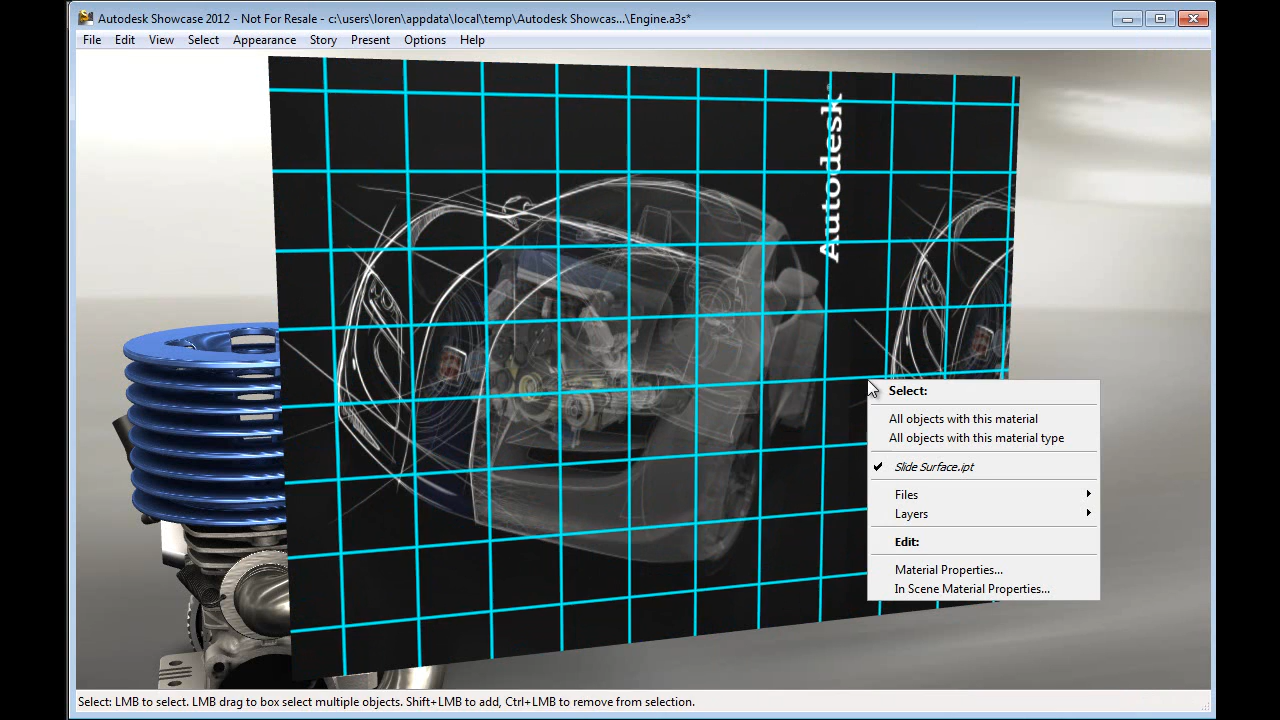 Autodesk Showcase 2012 - Not For Resale - c:\users\loren\appdata\local\temp\Autodesk Showcas...\Engine.a3s*
File Edit View Select Appearance Story Present Options Help
Autodesk
Select:
All objects with this material
All objects with this material type
Slide Surface.ipt
Files
Layers
Edit:
Material Properties...
In Scene Material Properties...
Select: LMB to select. LMB drag to box select multiple objects. Shift+LMB to add, Ctrl+LMB to remove from selection.